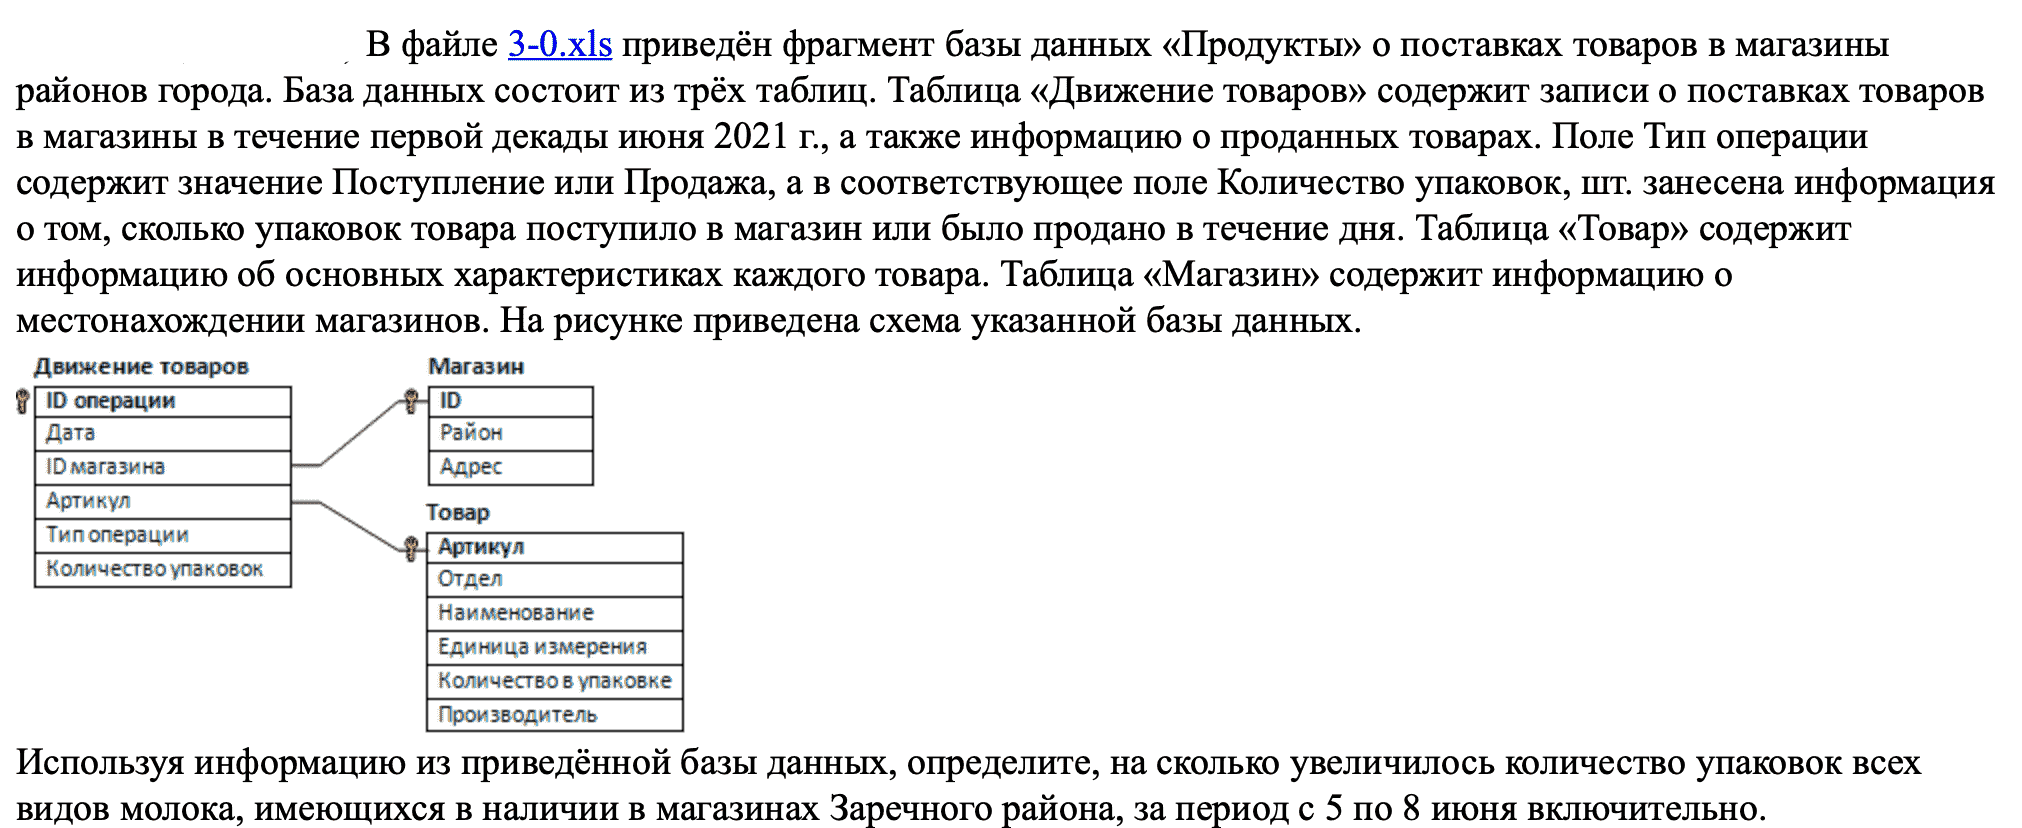 В файле 3-0.xls приведён фрагмент базы данных «Продукты» о поставках товаров в магазины
районов города. База данных состоит из трёх таблиц. Таблица «Движение товаров» содержит записи о поставках товаров
в магазины в течение первой декады июня 2021 г., а также информацию о проданных товарах. Поле Тип операции
содержит значение Поступление или Продажа, а в соответствующее поле Количество упаковок, шт. занесена информация
о том, сколько упаковок товара поступило в магазин или было продано в течение дня. Таблица «Товар» содержит
информацию об основных характеристиках каждого товара. Таблица «Магазин» содержит информацию о
местонахождении магазинов. На рисунке приведена схема указанной базы данных.
Движение товаров
ID операции
Дата
ID магазина
Артикул
Тип операции
Количество упаковок
Магазин
ID
Район
Адрес
Товар
Артикул
Отдел
Наименование
Единица измерения
Количество в упаковке
Производитель
Используя информацию из приведённой базы данных, определите, на сколько увеличилось количество упаковок всех
видов молока, имеющихся в наличии в магазинах Заречного района, за период с 5 по 8 июня включительно.